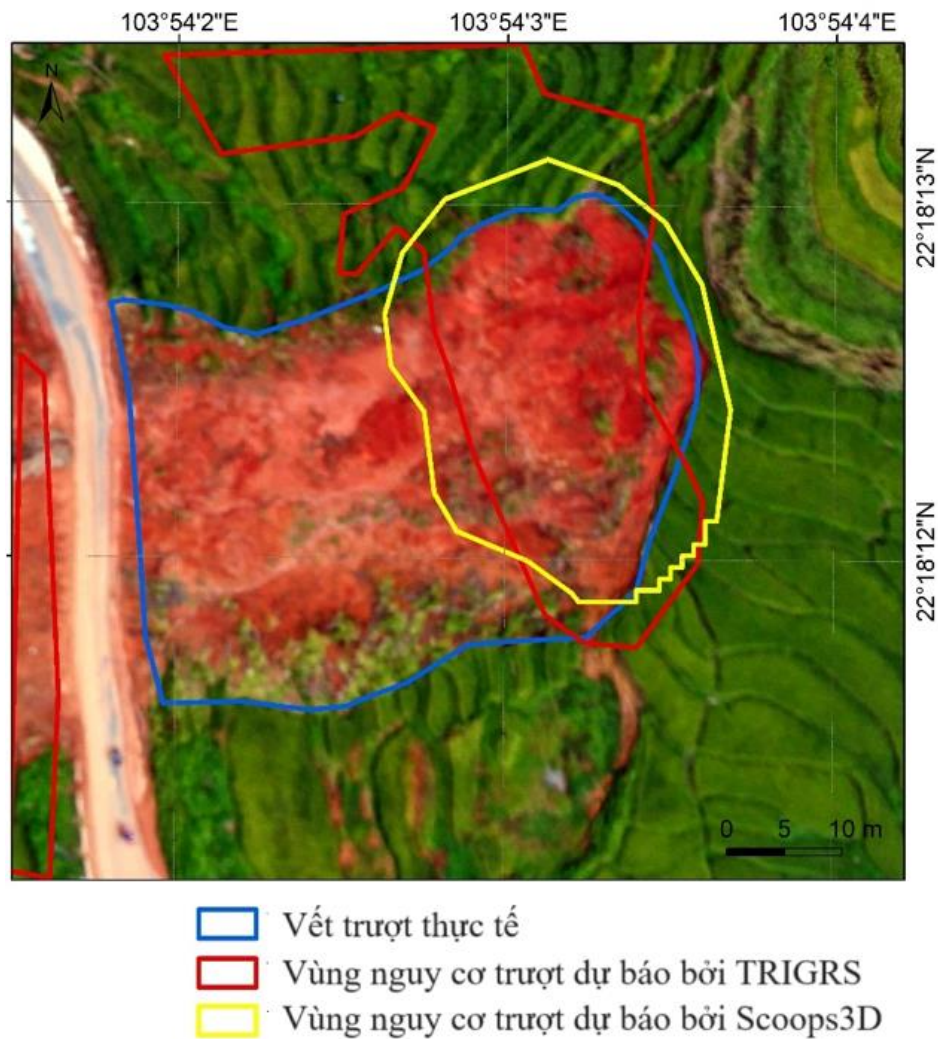 103°54'2"E 103°54'3"E 103°54'4"E
N
22°18'13"N
22°18'12"N
0 5 10 m
Vết trượt thực tế
Vùng nguy cơ trượt dự báo bởi TRIGRS
Vùng nguy cơ trượt dự báo bởi Scoops3D